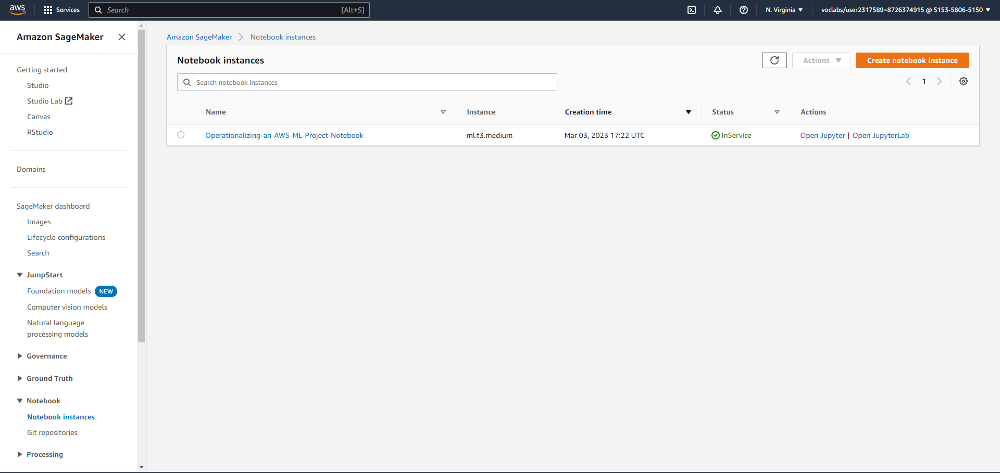 aws
Services
Search
[Alt+S]
N. Virginia
voclabs/user2317589=8726374915 @ 5153-5806-5150
Amazon SageMaker
Getting started
Studio
Studio Lab
Canvas
RStudio
Domains
SageMaker dashboard
Images
Lifecycle configurations
Search
JumpStart
Foundation models NEW
Computer vision models
Natural language
processing models
Governance
Ground Truth
Notebook
Notebook instances
Git repositories
Processing
Amazon SageMaker
Notebook instances
Notebook instances
Actions
Create notebook instance
Search notebook instances
1
Name
Instance
Creation time
Status
Actions
Operationalizing-an-AWS-ML-Project-Notebook
ml.t3.medium
Mar 03, 2023 17:22 UTC
InService
Open Jupyter | Open JupyterLab